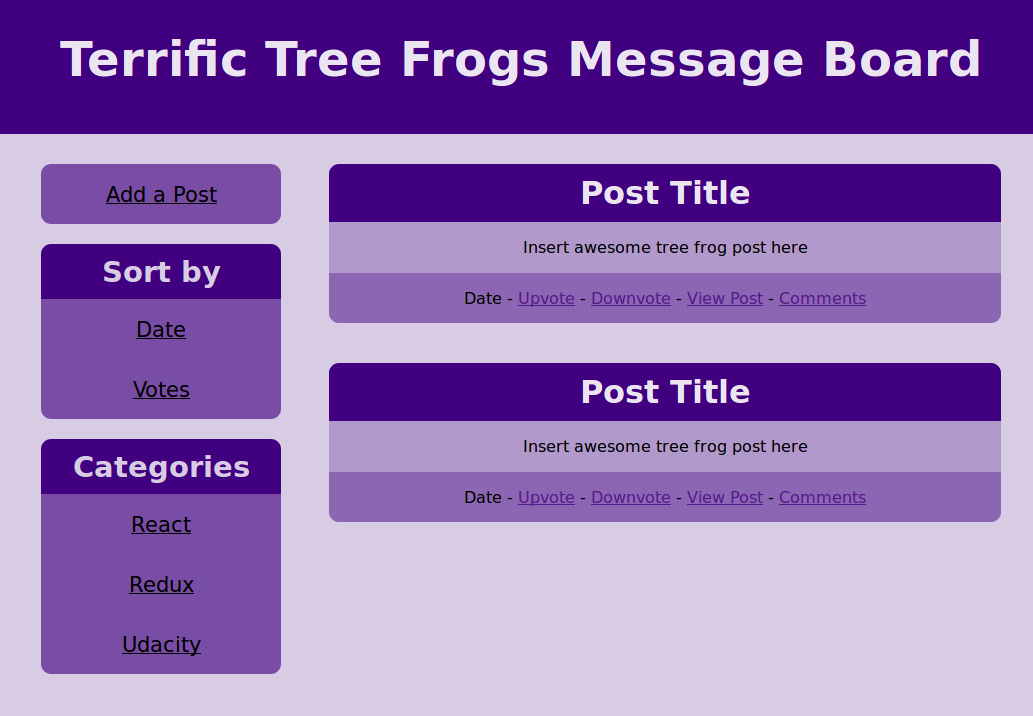 Terrific Tree Frogs Message Board
Add a Post
Sort by
Date
Votes
Categories
React
Redux
Udacity
Post Title
Insert awesome tree frog post here
Date - Upvote - Downvote - View Post - Comments
Post Title
Insert awesome tree frog post here
Date - Upvote - Downvote - View Post - Comments